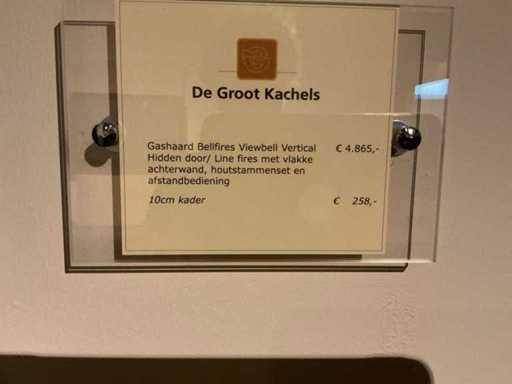 De Groot Kachels
Gashaard Bellfires Viewbell Vertical € 4.865,-
Hidden door/ Line fires met vlakke
achterwand, houtstammenset en
afstandbediening
10cm kader € 258,-